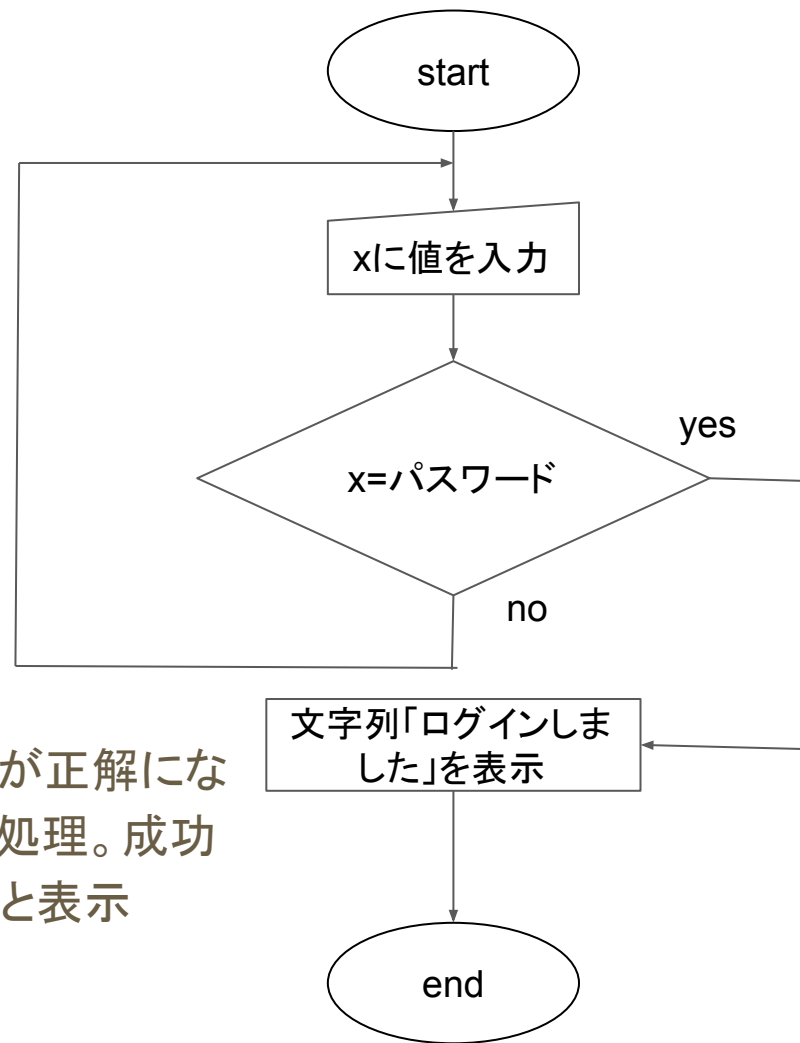 start
xに値を入力
yes
x=パスワード
no
文字列「ログインしま
した」を表示
が正解にな
処理。成功
と表示
end